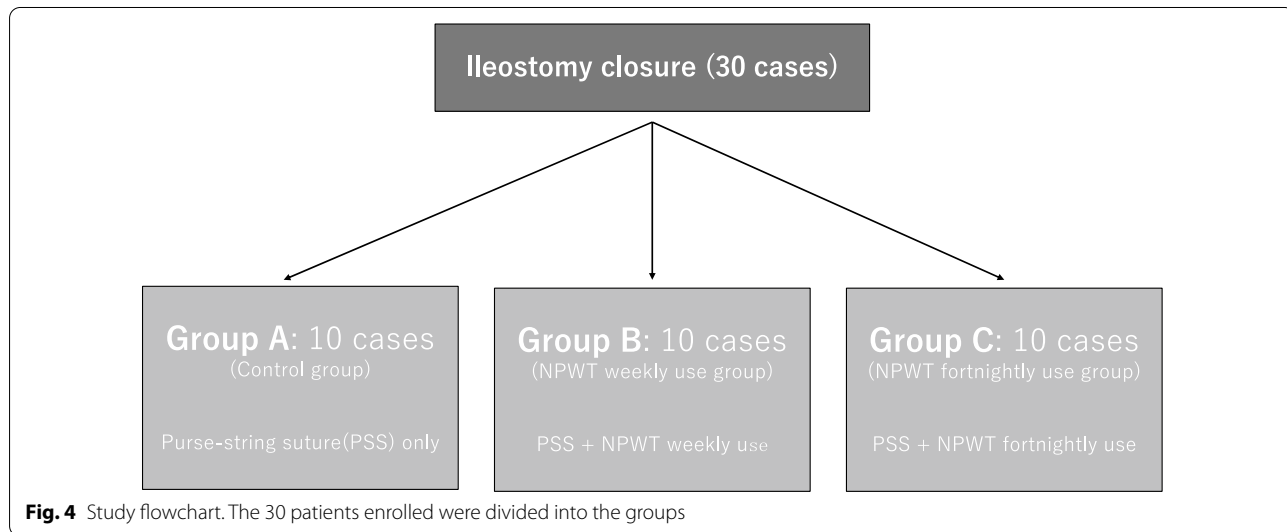 Ileostomy closure (30 cases)
Group A: 10 cases
(Control group)
Purse-string suture(PSS) only
Group B: 10 cases
(NPWT weekly use group)
PSS + NPWT weekly use
Group C: 10 cases
(NPWT fortnightly use group)
PSS + NPWT fortnightly use
Fig. 4 Study flowchart. The 30 patients enrolled were divided into the groups